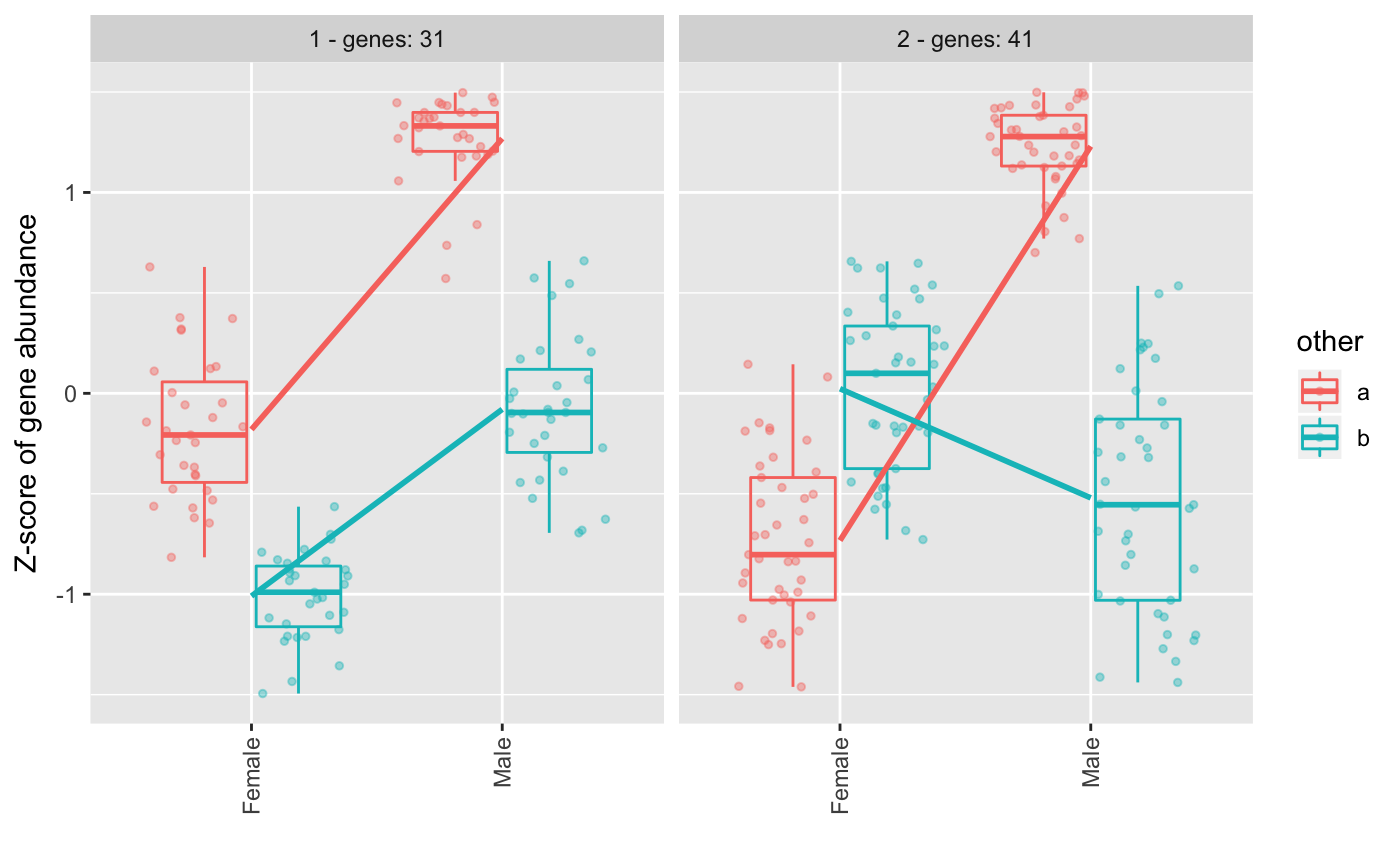 1 - genes: 31
2 - genes: 41
Z-score of gene abundance
1
0
-1
Female
Male
Female
Male
other
a
b